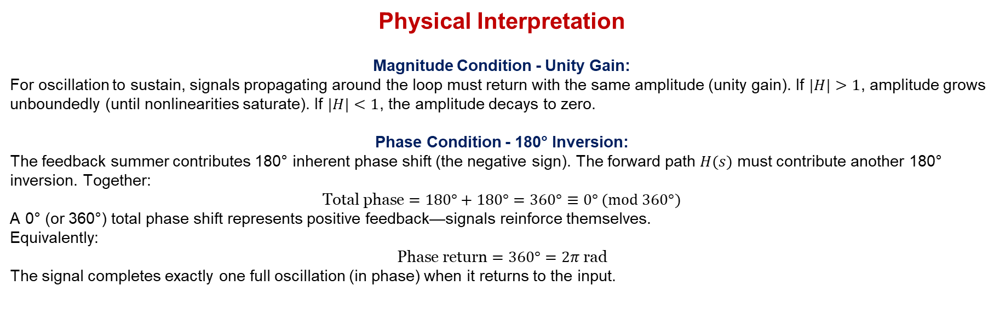 Physical Interpretation
Magnitude Condition - Unity Gain:
For oscillation to sustain, signals propagating around the loop must return with the same amplitude (unity gain). If |H| > 1, amplitude grows
unboundedly (until nonlinearities saturate). If |H| < 1, the amplitude decays to zero.
Phase Condition - 180° Inversion:
The feedback summer contributes 180° inherent phase shift (the negative sign). The forward path H(s) must contribute another 180°
inversion. Together:
Total phase = 180° + 180° = 360° ≡ 0° (mod 360°)
A 0° (or 360°) total phase shift represents positive feedback—signals reinforce themselves.
Equivalently:
Phase return = 360° = 2π rad
The signal completes exactly one full oscillation (in phase) when it returns to the input.